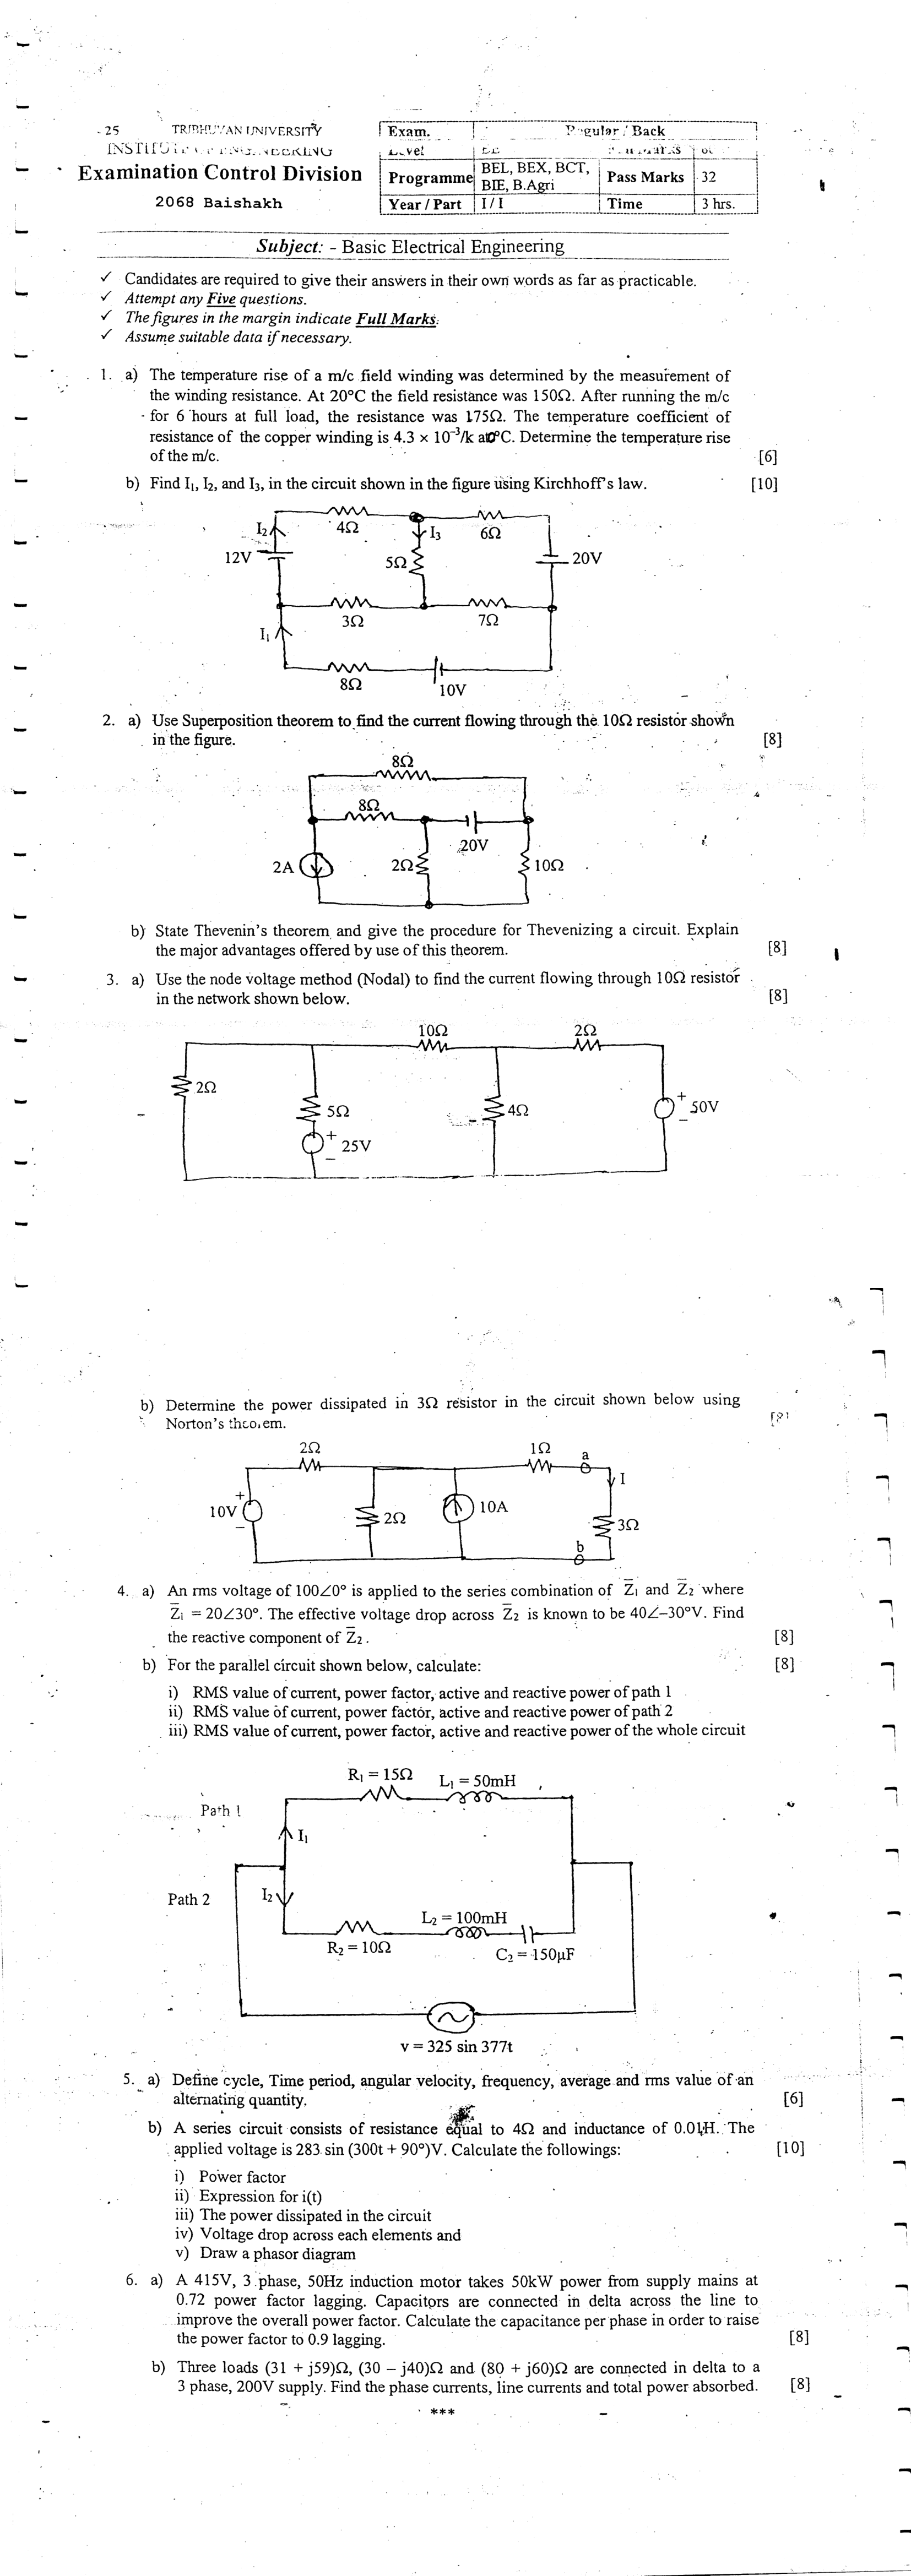 25 TRIBHUVAN UNIVERSITY
Examination Control Division
2068 Baishakh
Exam. Regular / Back
Level
Programme BEL, BEX, BCT, BIE, B.Agri Pass Marks 32
Year / Part I / I Time 3 hrs.
Subject: - Basic Electrical Engineering
✓ Candidates are required to give their answers in their own words as far as practicable.
✓ Attempt any Five questions.
✓ The figures in the margin indicate Full Marks.
✓ Assume suitable data if necessary.
1. a) The temperature rise of a m/c field winding was determined by the measurement of
the winding resistance. At 20°C the field resistance was 150Ω. After running the m/c
for 6 hours at full load, the resistance was 175Ω. The temperature coefficient of
resistance of the copper winding is 4.3 × 10⁻³/k at 0°C. Determine the temperature rise
of the m/c. [6]
b) Find I₁, I₂, and I₃, in the circuit shown in the figure using Kirchhoff's law. [10]
I₂ 4Ω I₃ 6Ω
12V 5Ω 20V
3Ω 7Ω
I₁
8Ω 10V
2. a) Use Superposition theorem to find the current flowing through the 10Ω resistor shown
in the figure. [8]
8Ω
8Ω
20V
2A 2Ω 10Ω
b) State Thevenin's theorem and give the procedure for Thevenizing a circuit. Explain
the major advantages offered by use of this theorem. [8]
3. a) Use the node voltage method (Nodal) to find the current flowing through 10Ω resistor
in the network shown below. [8]
10Ω 2Ω
2Ω 5Ω 4Ω + 50V -
+ 25V -
b) Determine the power dissipated in 3Ω resistor in the circuit shown below using
Norton's theorem.
2Ω 1Ω a
I
+ 10V - 2Ω 10A 3Ω
b
4. a) An rms voltage of 100∠0° is applied to the series combination of Z̄₁ and Z̄₂ where
Z̄₁ = 20∠30°. The effective voltage drop across Z̄₂ is known to be 40∠-30°V. Find
the reactive component of Z̄₂. [8]
b) For the parallel circuit shown below, calculate: [8]
i) RMS value of current, power factor, active and reactive power of path 1
ii) RMS value of current, power factor, active and reactive power of path 2
iii) RMS value of current, power factor, active and reactive power of the whole circuit
R₁ = 15Ω L₁ = 50mH
Path 1
I₁
Path 2 I₂
L₂ = 100mH
R₂ = 10Ω C₂ = 150μF
v = 325 sin 377t
5. a) Define cycle, Time period, angular velocity, frequency, average and rms value of an
alternating quantity. [6]
b) A series circuit consists of resistance equal to 4Ω and inductance of 0.01H. The
applied voltage is 283 sin (300t + 90°)V. Calculate the followings: [10]
i) Power factor
ii) Expression for i(t)
iii) The power dissipated in the circuit
iv) Voltage drop across each elements and
v) Draw a phasor diagram
6. a) A 415V, 3 phase, 50Hz induction motor takes 50kW power from supply mains at
0.72 power factor lagging. Capacitors are connected in delta across the line to
improve the overall power factor. Calculate the capacitance per phase in order to raise
the power factor to 0.9 lagging. [8]
b) Three loads (31 + j59)Ω, (30 – j40)Ω and (80 + j60)Ω are connected in delta to a
3 phase, 200V supply. Find the phase currents, line currents and total power absorbed. [8]
***